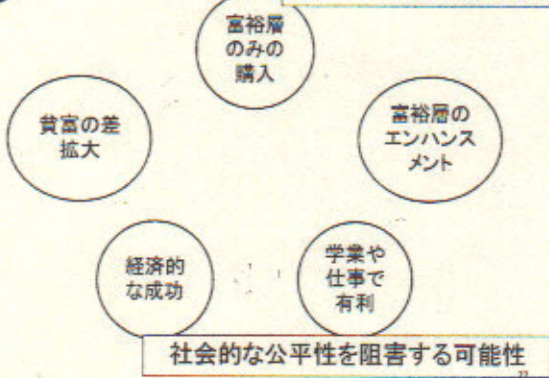 富裕層
のみの
購入
貧富の差
拡大
富裕層の
エンハンス
メント
経済的
な成功
学業や
仕事で
有利
社会的な公平性を阻害する可能性